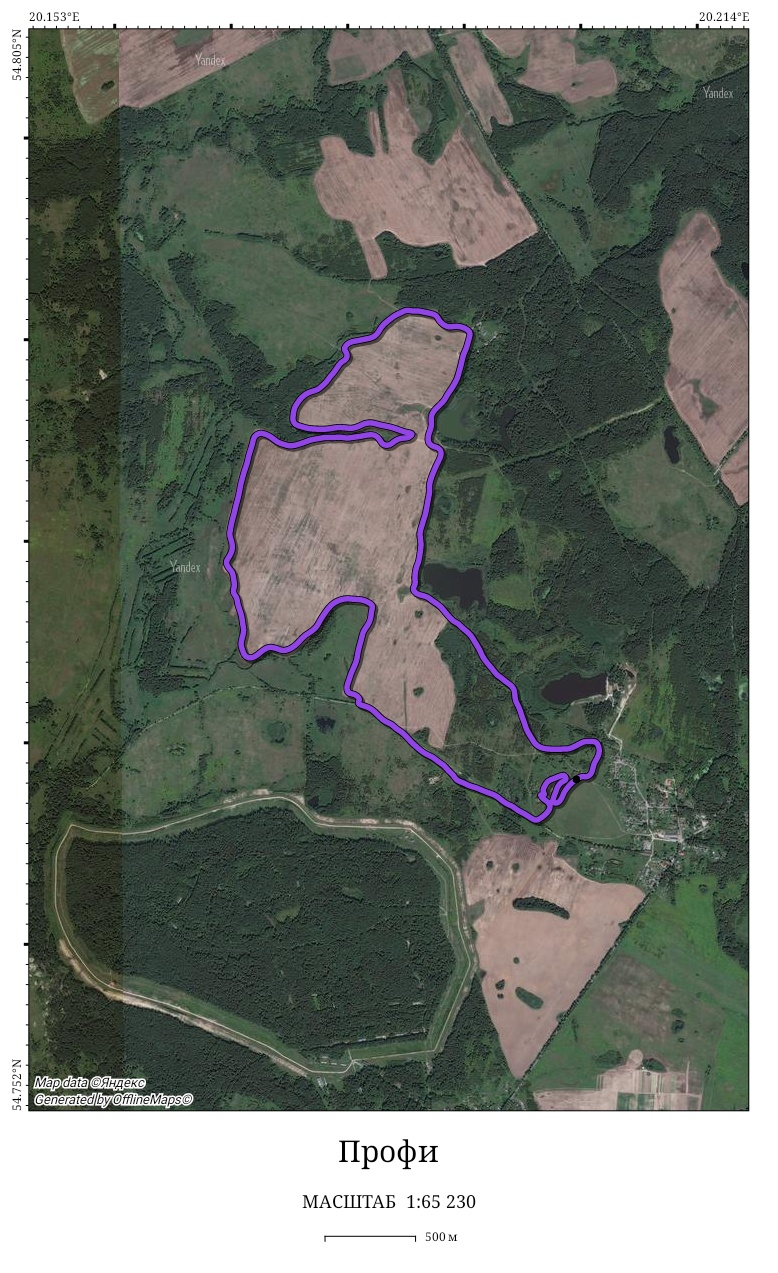 20.153°E
20.214°E
54.805°N
Yandex
Yandex
Yandex
54.752°N
Map data ©Яндекс
Generated by OfflineMaps©
Профи
МАСШТАБ 1:65 230
500 м